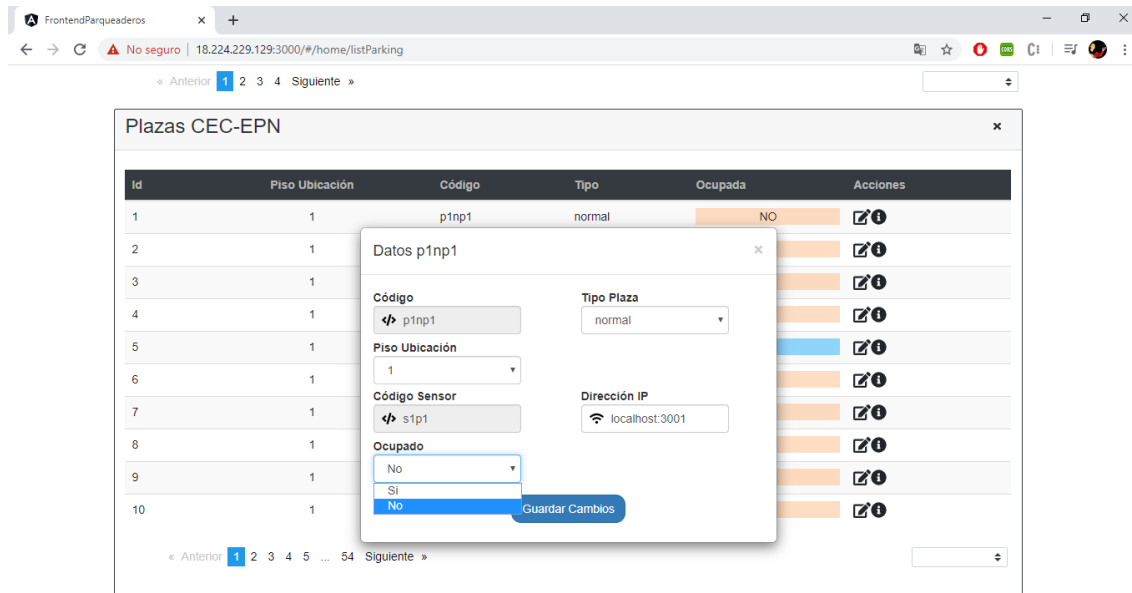 FrontendParqueaderos
No seguro | 18.224.229.129:3000/#/home/listParking
« Anterior 1 2 3 4 Siguiente »
Plazas CEC-EPN
Id Piso Ubicación Código Tipo Ocupada Acciones
1 1 p1np1 normal NO
2 1
3 1
4 1
5 1
6 1
7 1
8 1
9 1
10 1
Datos p1np1
Código Tipo Plaza
p1np1 normal
Piso Ubicación
1
Código Sensor Dirección IP
s1p1 localhost:3001
Ocupado
No
Si
No
Guardar Cambios
« Anterior 1 2 3 4 5 ... 54 Siguiente »